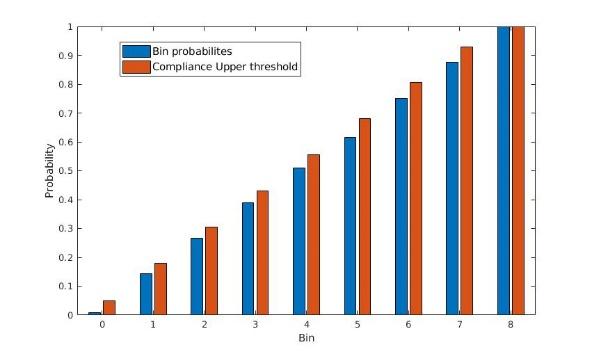 1
0.9
0.8
0.7
0.6
0.5
0.4
0.3
0.2
0.1
0
Probability
Bin probabilites
Compliance Upper threshold
0 1 2 3 4 5 6 7 8
Bin